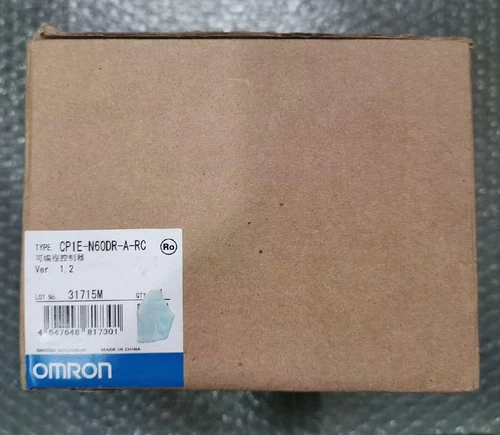 TYPE CP1E-N60DR-A-RC Ro
可编程控制器
Ver. 1.2
LOT No. 31715M QTY
4 547648 817301
MADE IN CHINA
OMRON